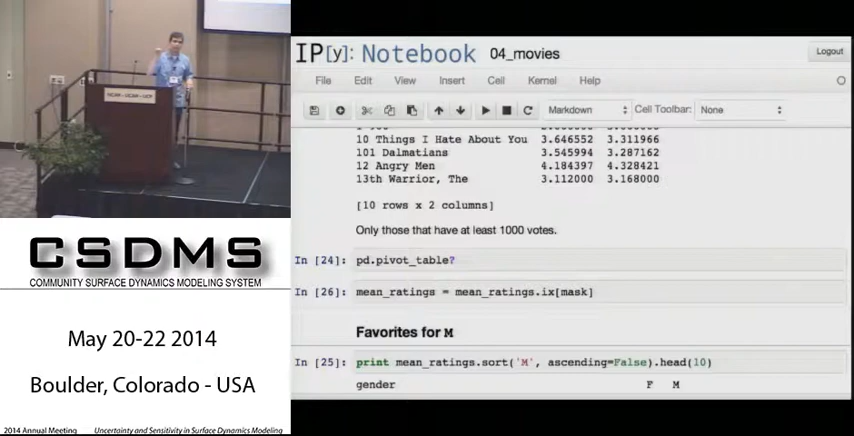 IP[y]: Notebook 04_movies
Logout
File Edit View Insert Cell Kernel Help
Markdown Cell Toolbar: None
10 Things I Hate About You 3.646552 3.311966
101 Dalmatians 3.545994 3.287162
12 Angry Men 4.184397 4.328421
13th Warrior, The 3.112000 3.168000
[10 rows x 2 columns]
Only those that have at least 1000 votes.
In [24]: pd.pivot_table?
In [26]: mean_ratings = mean_ratings.ix[mask]
Favorites for M
In [25]: print mean_ratings.sort('M', ascending=False).head(10)
gender F M
CSDMS
COMMUNITY SURFACE DYNAMICS MODELING SYSTEM
May 20-22 2014
Boulder, Colorado - USA
2014 Annual Meeting Uncertainty and Sensitivity in Surface Dynamics Modeling